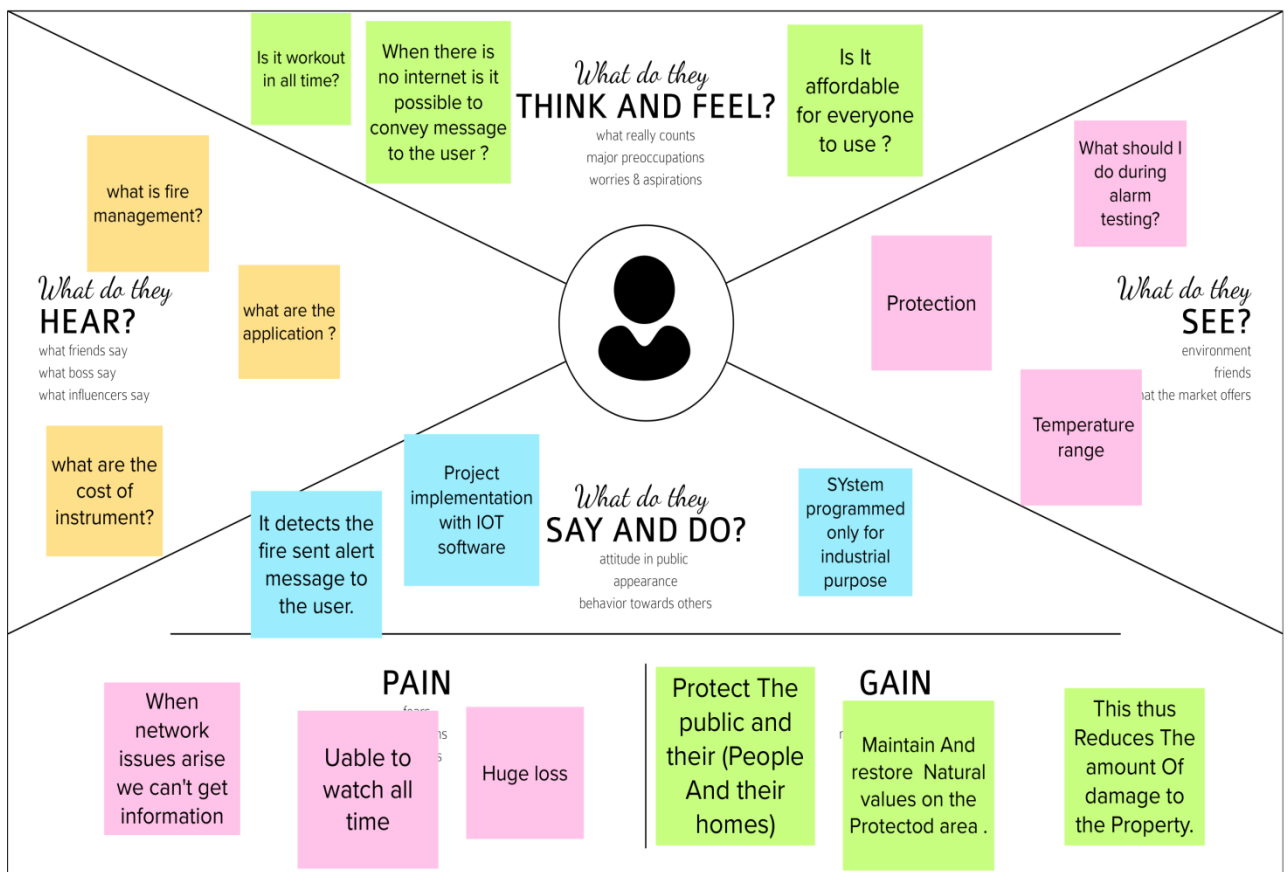 Is it workout
in all time?
When there is
no internet is it
possible to
convey message
to the user ?
What do they
THINK AND FEEL?
what really counts
major preoccupations
worries & aspirations
Is It
affordable
for everyone
to use ?
what is fire
management?
What do they
HEAR?
what friends say
what boss say
what influencers say
what are the
application ?
what are the
cost of
instrument?
What should I
do during
alarm
testing?
Protection
What do they
SEE?
environment
friends
at the market offers
Temperature
range
It detects the
fire sent alert
message to
the user.
Project
implementation
with IOT
software
What do they
SAY AND DO?
attitude in public
appearance
behavior towards others
SYstem
programmed
only for
industrial
purpose
PAIN
When
network
issues arise
we can't get
information
Uable to
watch all
time
Huge loss
GAIN
Protect The
public and
their (People
And their
homes)
Maintain And
restore Natural
values on the
Protectod area .
This thus
Reduces The
amount Of
damage to
the Property.